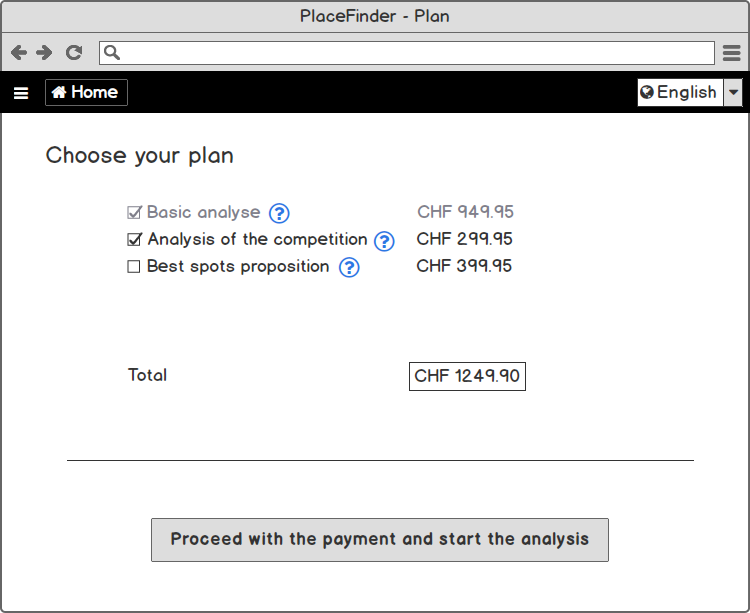 PlaceFinder - Plan
Home
English
Choose your plan
Basic analyse ? CHF 949.95
Analysis of the competition ? CHF 299.95
Best spots proposition ? CHF 399.95
Total CHF 1249.90
Proceed with the payment and start the analysis